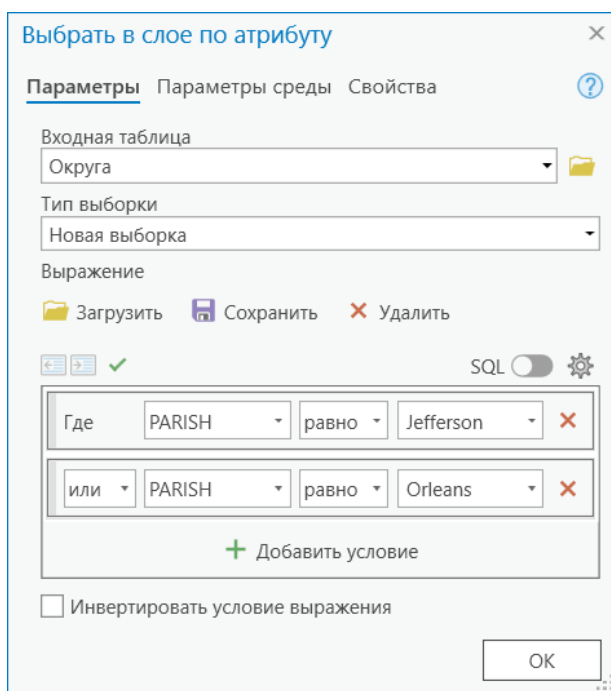 Выбрать в слое по атрибуту
Параметры Параметры среды Свойства
Входная таблица
Округа
Тип выборки
Новая выборка
Выражение
Загрузить Сохранить Удалить
SQL
Где PARISH равно Jefferson
или PARISH равно Orleans
Добавить условие
Инвертировать условие выражения
ОК